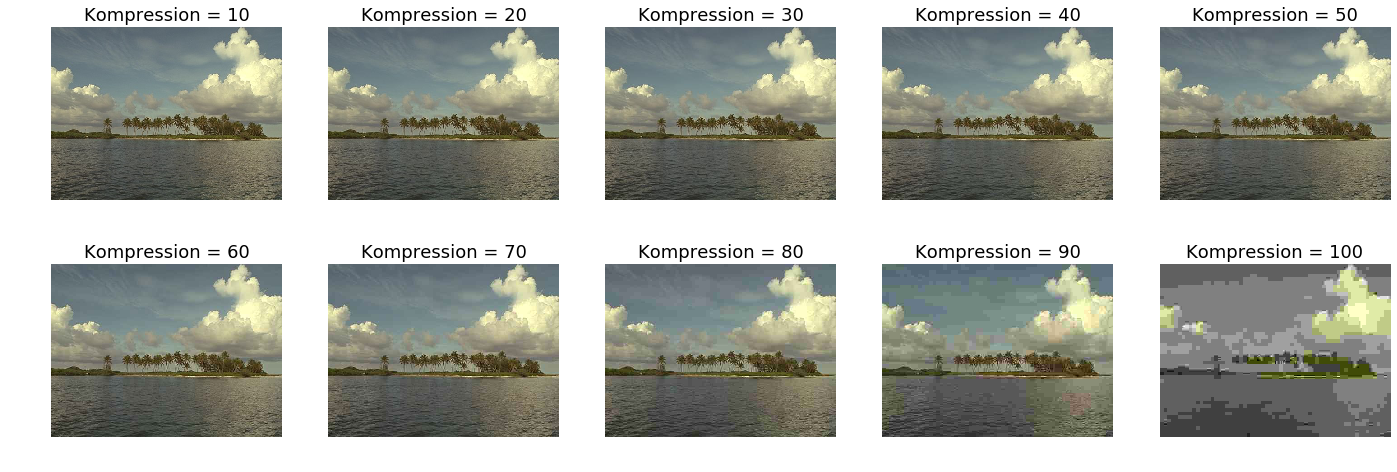 Kompression = 10
Kompression = 20
Kompression = 30
Kompression = 40
Kompression = 50
Kompression = 60
Kompression = 70
Kompression = 80
Kompression = 90
Kompression = 100